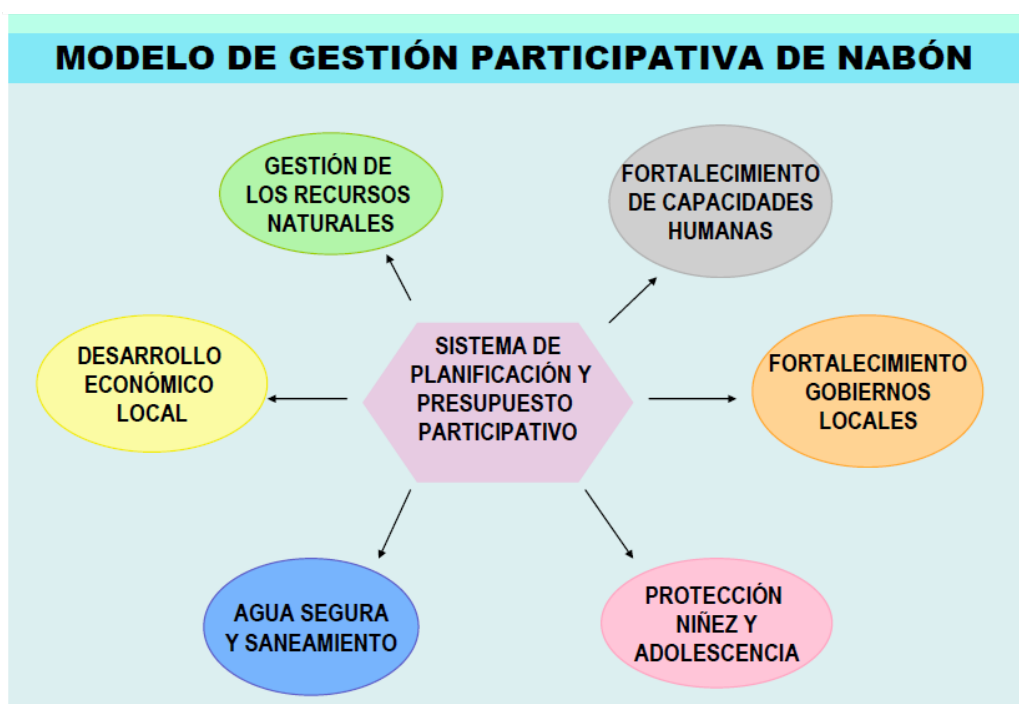 MODELO DE GESTIÓN PARTICIPATIVA DE NABÓN
GESTIÓN DE
LOS RECURSOS
NATURALES
FORTALECIMIENTO
DE CAPACIDADES
HUMANAS
DESARROLLO
ECONÓMICO
LOCAL
SISTEMA DE
PLANIFICACIÓN Y
PRESUPUESTO
PARTICIPATIVO
FORTALECIMIENTO
GOBIERNOS
LOCALES
AGUA SEGURA
Y SANEAMIENTO
PROTECCIÓN
NIÑEZ Y
ADOLESCENCIA